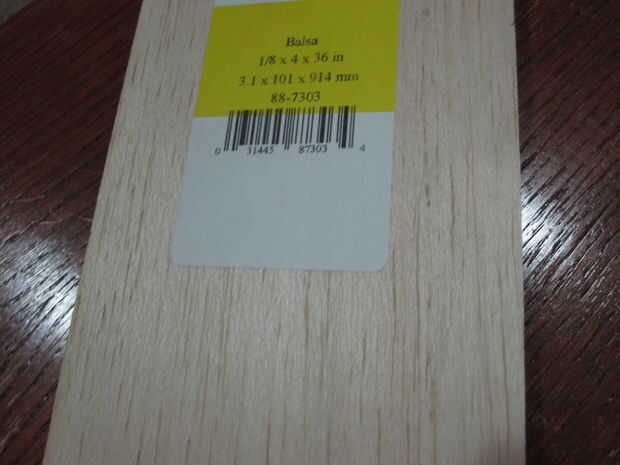 Balsa
1/8 x 4 x 36 in
3.1 x 101 x 914 mm
88-7303
0 31445 87303 4